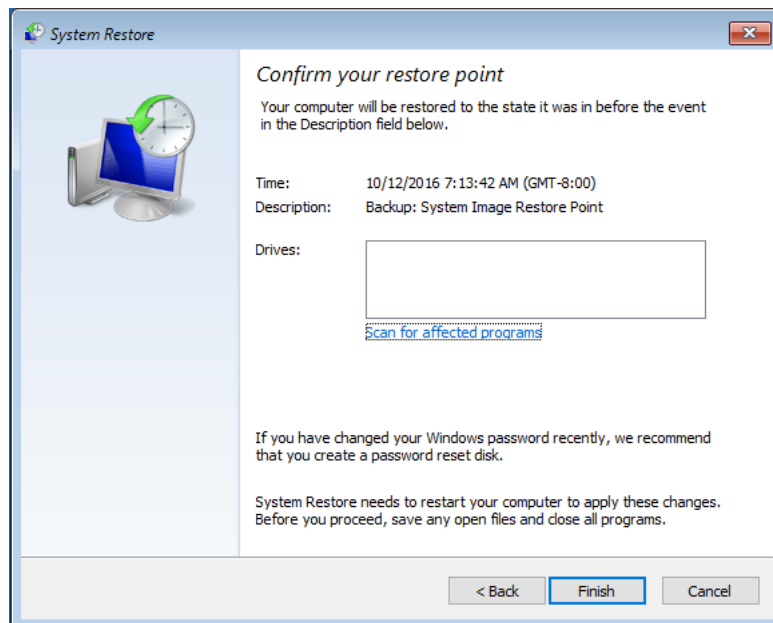 System Restore
Confirm your restore point
Your computer will be restored to the state it was in before the event
in the Description field below.
Time: 10/12/2016 7:13:42 AM (GMT-8:00)
Description: Backup: System Image Restore Point
Drives:
Scan for affected programs
If you have changed your Windows password recently, we recommend
that you create a password reset disk.
System Restore needs to restart your computer to apply these changes.
Before you proceed, save any open files and close all programs.
< Back Finish Cancel